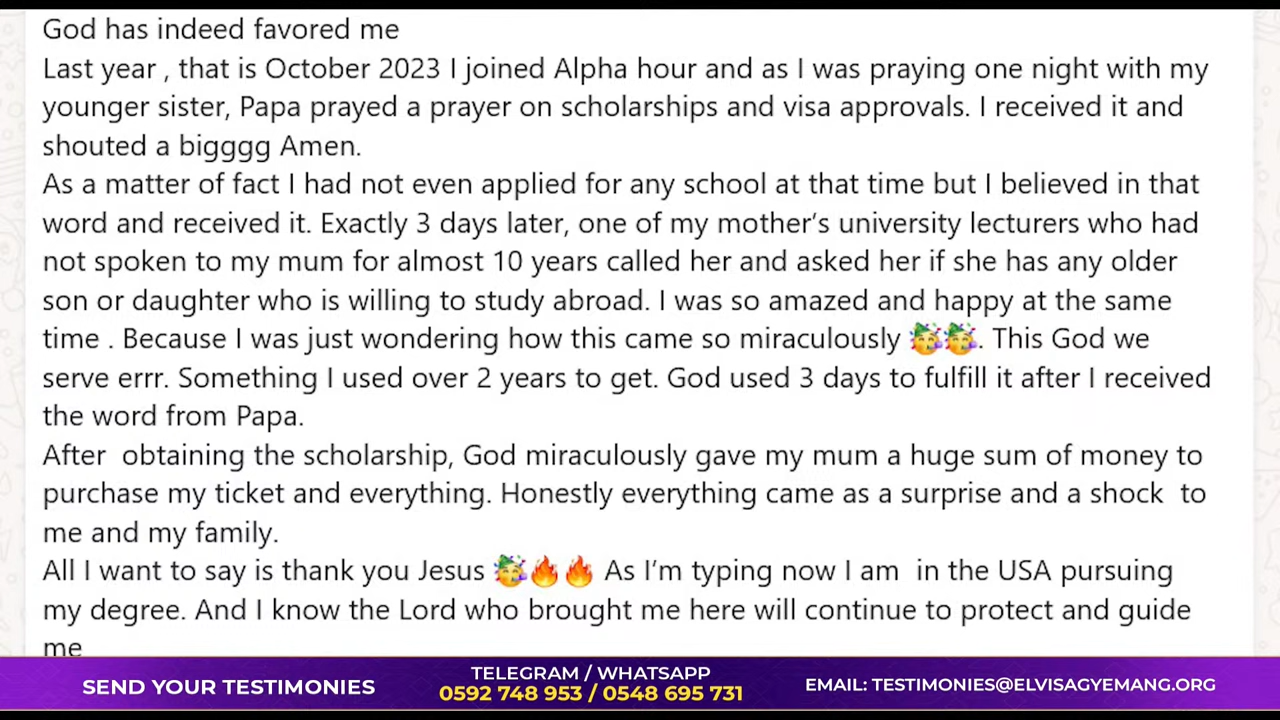 God has indeed favored me
Last year , that is October 2023 I joined Alpha hour and as I was praying one night with my
younger sister, Papa prayed a prayer on scholarships and visa approvals. I received it and
shouted a bigggg Amen.
As a matter of fact I had not even applied for any school at that time but I believed in that
word and received it. Exactly 3 days later, one of my mother's university lecturers who had
not spoken to my mum for almost 10 years called her and asked her if she has any older
son or daughter who is willing to study abroad. I was so amazed and happy at the same
time . Because I was just wondering how this came so miraculously 🥳🥳. This God we
serve errr. Something I used over 2 years to get. God used 3 days to fulfill it after I received
the word from Papa.
After  obtaining the scholarship, God miraculously gave my mum a huge sum of money to
purchase my ticket and everything. Honestly everything came as a surprise and a shock  to
me and my family.
All I want to say is thank you Jesus 🥳🔥🔥 As I'm typing now I am  in the USA pursuing
my degree. And I know the Lord who brought me here will continue to protect and guide
me
SEND YOUR TESTIMONIES
TELEGRAM / WHATSAPP
0592 748 953 / 0548 695 731
EMAIL: TESTIMONIES@ELVISAGYEMANG.ORG